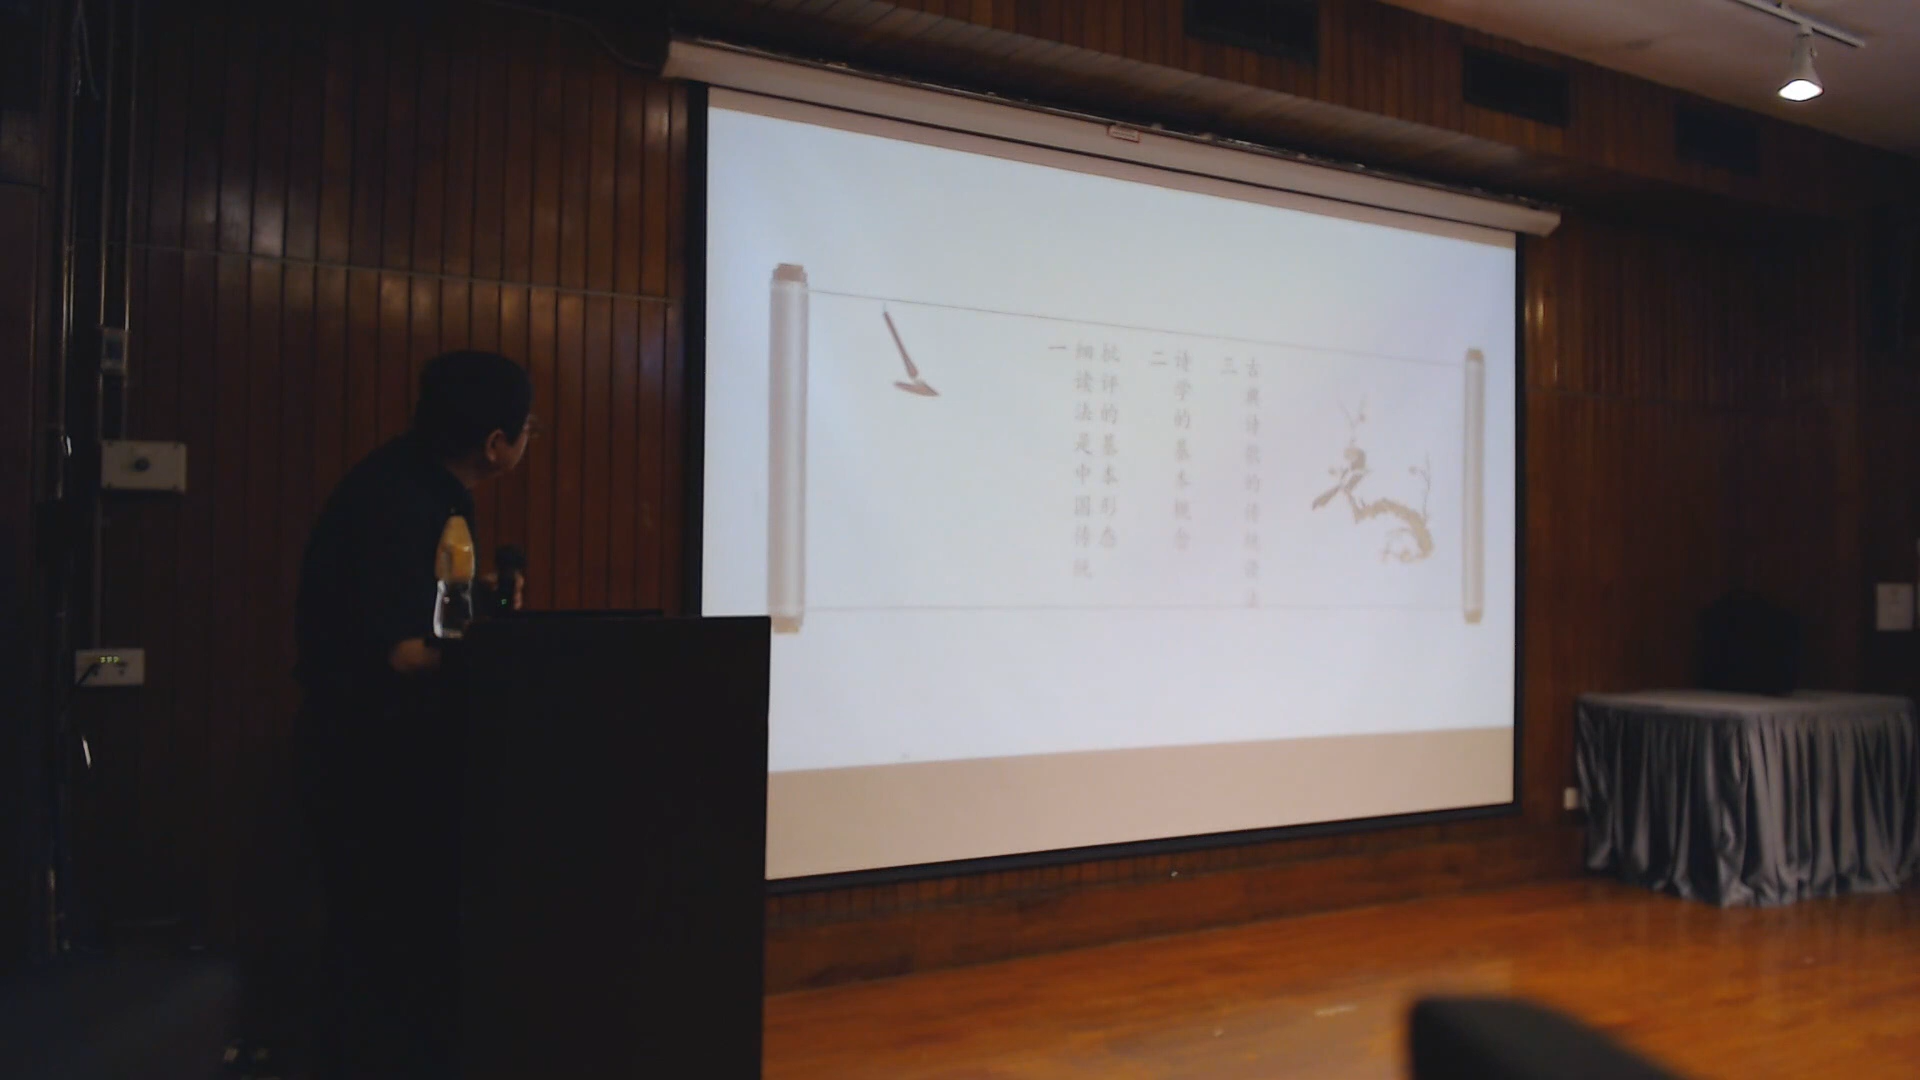 一
细读法是中国传统
批评的基本形态
二
诗学的基本概念
三
古典诗歌的传统读法